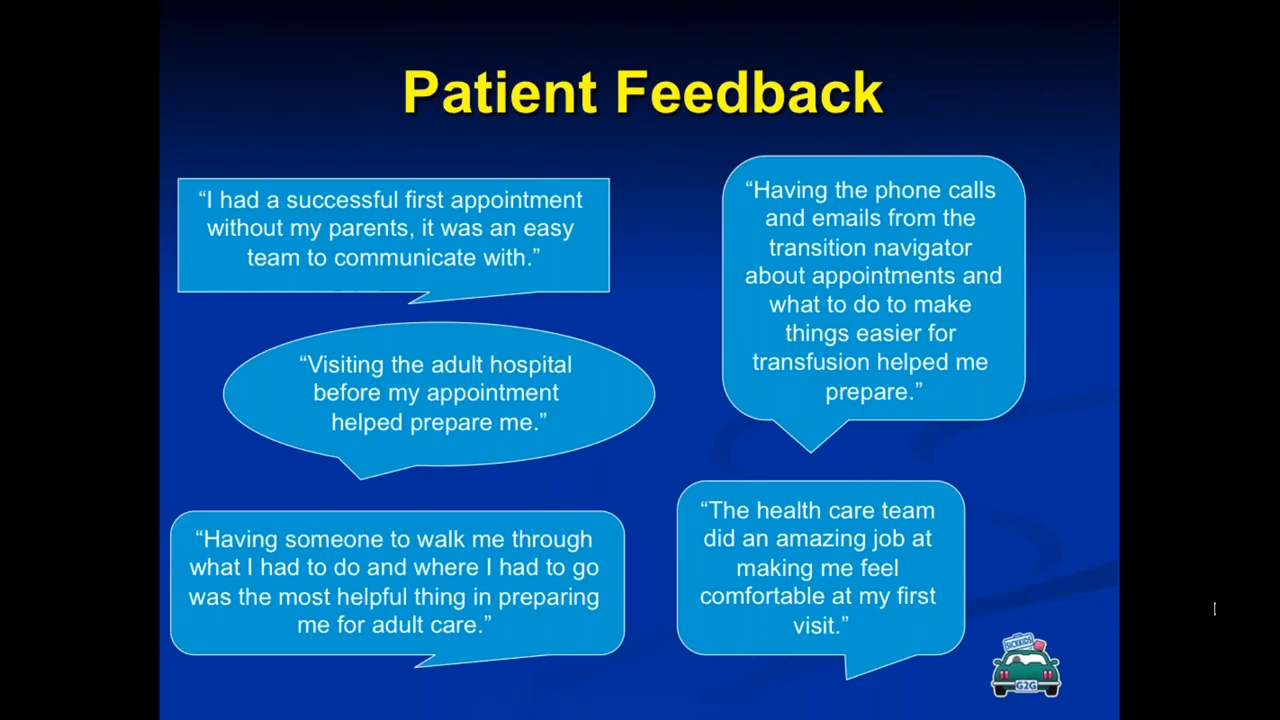 Patient Feedback
“I had a successful first appointment
without my parents, it was an easy
team to communicate with.”
“Having the phone calls
and emails from the
transition navigator
about appointments and
what to do to make
things easier for
transfusion helped me
prepare.”
“Visiting the adult hospital
before my appointment
helped prepare me.”
“Having someone to walk me through
what I had to do and where I had to go
was the most helpful thing in preparing
me for adult care.”
“The health care team
did an amazing job at
making me feel
comfortable at my first
visit.”
SICKKIDS
G2G